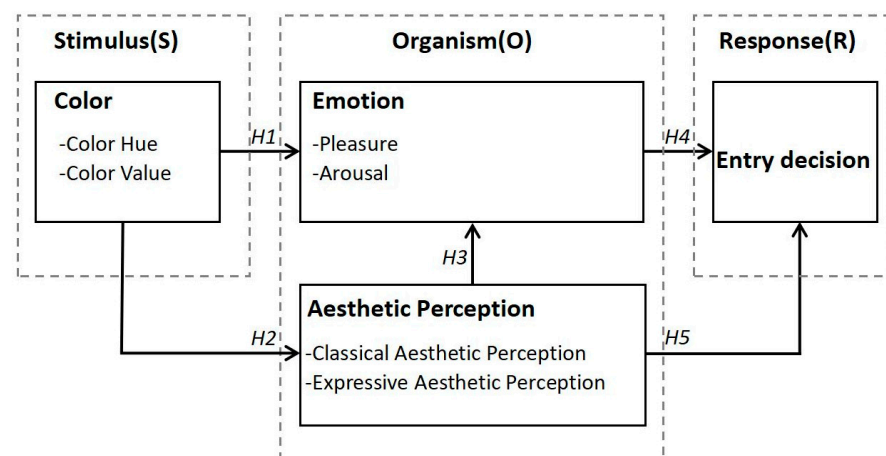 Stimulus(S)
Organism(O)
Response(R)
Color
-Color Hue
-Color Value
H1
Emotion
-Pleasure
-Arousal
H4
Entry decision
H3
H2
Aesthetic Perception
-Classical Aesthetic Perception
-Expressive Aesthetic Perception
H5